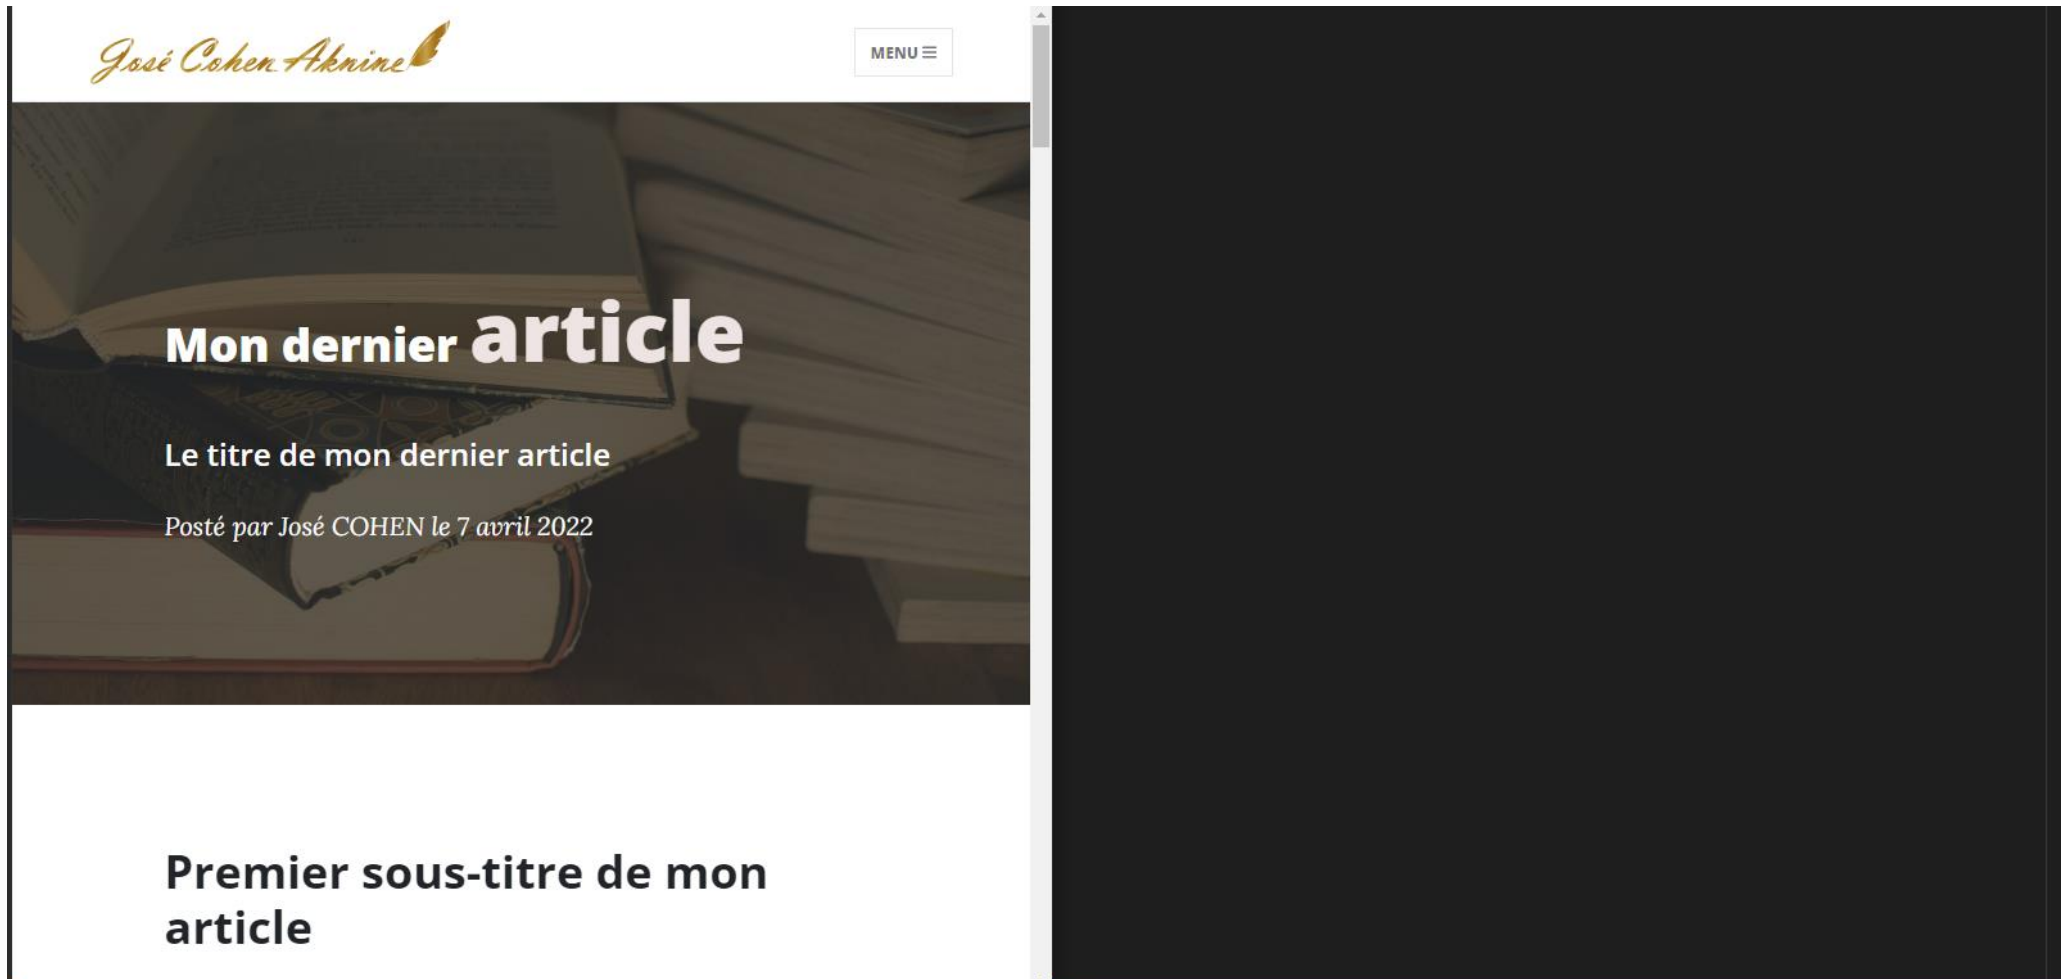 José Cohen Aknine
MENU
Mon dernier article
Le titre de mon dernier article
Posté par José COHEN le 7 avril 2022
Premier sous-titre de mon
article